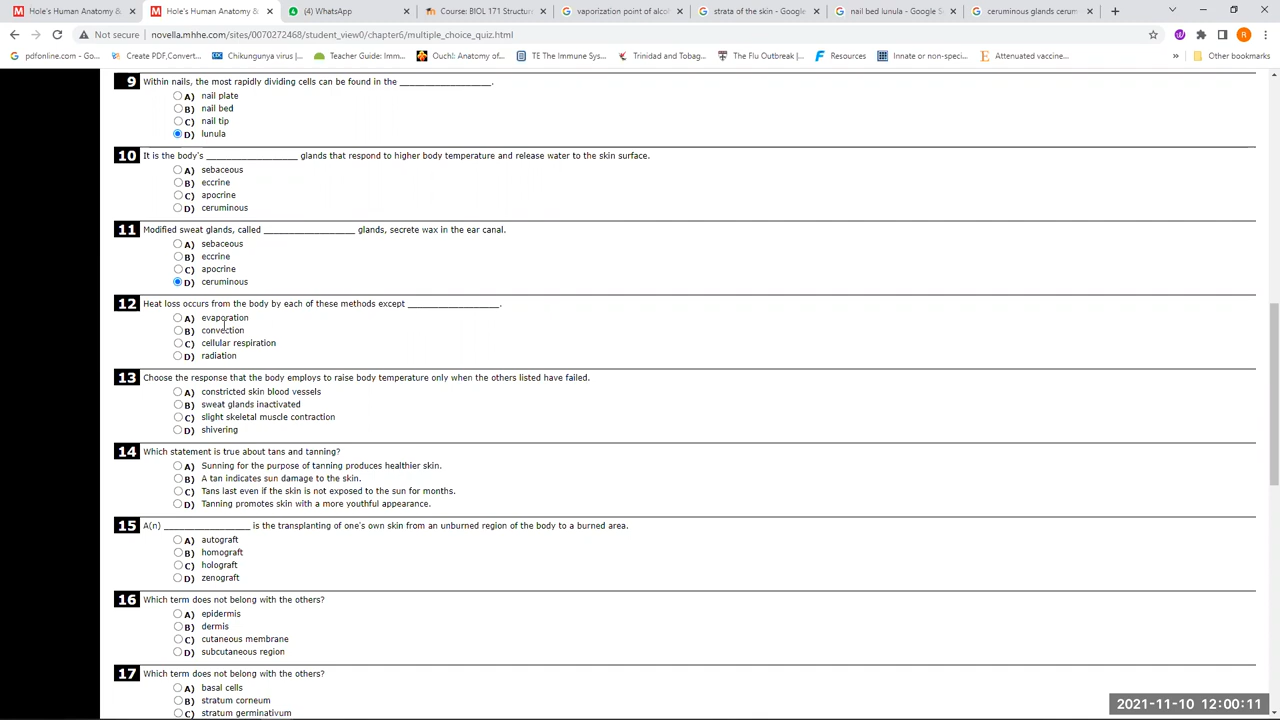 Hole's Human Anatomy &
Hole's Human Anatomy &
(4) WhatsApp
Course: BIOL 171 Structure
vaporization point of alcoh
strata of the skin - Google
nail bed lunula - Google S
ceruminous glands cerum
Not secure
novella.mhhe.com/sites/0070272468/student_view0/chapter6/multiple_choice_quiz.html
pdfonline.com - Go...
Create PDF,Convert...
Chikungunya virus |...
Teacher Guide: Imm...
Ouch! Anatomy of...
TE The Immune Sys...
Trinidad and Tobag...
The Flu Outbreak |...
Resources
Innate or non-speci...
Attenuated vaccine...
»
Other bookmarks
9 Within nails, the most rapidly dividing cells can be found in the ___________________.
A) nail plate
B) nail bed
C) nail tip
D) lunula
10 It is the body's ___________________ glands that respond to higher body temperature and release water to the skin surface.
A) sebaceous
B) eccrine
C) apocrine
D) ceruminous
11 Modified sweat glands, called ___________________ glands, secrete wax in the ear canal.
A) sebaceous
B) eccrine
C) apocrine
D) ceruminous
12 Heat loss occurs from the body by each of these methods except ___________________.
A) evaporation
B) convection
C) cellular respiration
D) radiation
13 Choose the response that the body employs to raise body temperature only when the others listed have failed.
A) constricted skin blood vessels
B) sweat glands inactivated
C) slight skeletal muscle contraction
D) shivering
14 Which statement is true about tans and tanning?
A) Sunning for the purpose of tanning produces healthier skin.
B) A tan indicates sun damage to the skin.
C) Tans last even if the skin is not exposed to the sun for months.
D) Tanning promotes skin with a more youthful appearance.
15 A(n) __________________ is the transplanting of one's own skin from an unburned region of the body to a burned area.
A) autograft
B) homograft
C) holograft
D) zenograft
16 Which term does not belong with the others?
A) epidermis
B) dermis
C) cutaneous membrane
D) subcutaneous region
17 Which term does not belong with the others?
A) basal cells
B) stratum corneum
C) stratum germinativum
2021-11-10 12:00:11